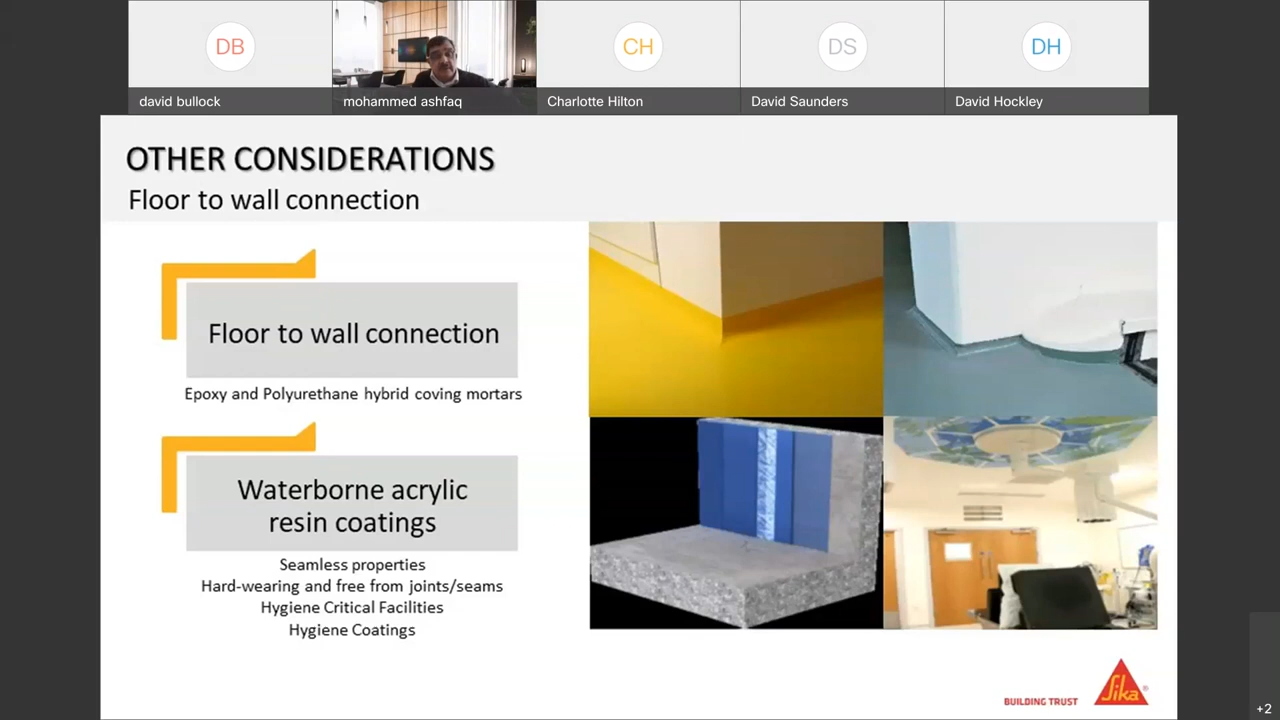 DB
CH
DS
DH
david bullock
mohammed ashfaq
Charlotte Hilton
David Saunders
David Hockley
OTHER CONSIDERATIONS
Floor to wall connection
Floor to wall connection
Epoxy and Polyurethane hybrid coving mortars
Waterborne acrylic
resin coatings
Seamless properties
Hard-wearing and free from joints/seams
Hygiene Critical Facilities
Hygiene Coatings
BUILDING TRUST
Sika®
+2